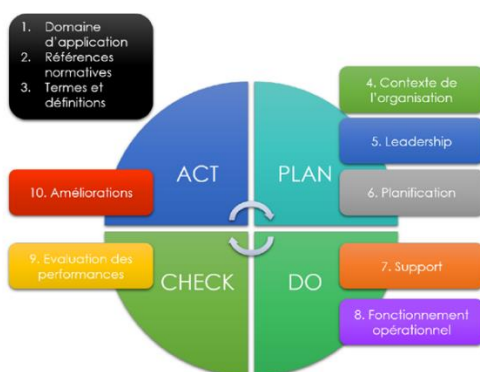 1. Domaine
d'application
2. Références
normatives
3. Termes et
définitions
4. Contexte de
l'organisation
5. Leadership
ACT
PLAN
10. Améliorations
6. Planification
9. Evaluation des
performances
CHECK
DO
7. Support
8. Fonctionnement
opérationnel